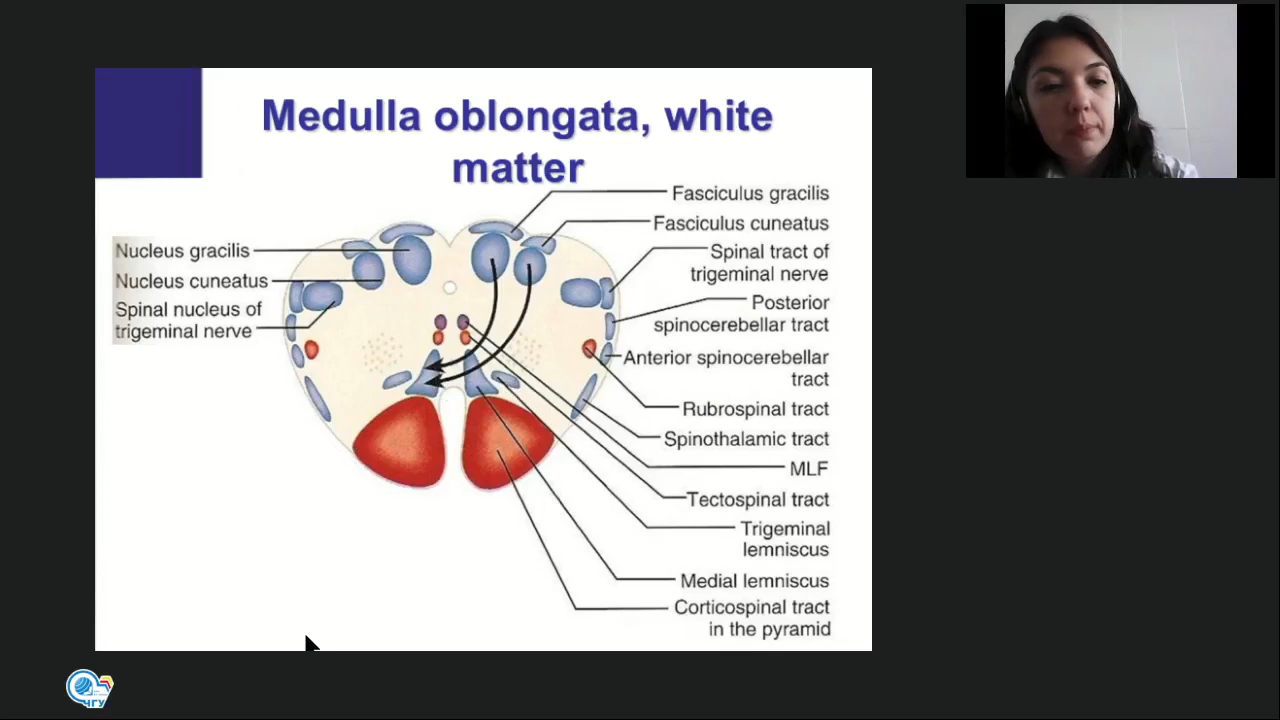 Medulla oblongata, white
matter
Nucleus gracilis
Nucleus cuneatus
Spinal nucleus of
trigeminal nerve
Fasciculus gracilis
Fasciculus cuneatus
Spinal tract of
trigeminal nerve
Posterior
spinocerebellar tract
Anterior spinocerebellar
tract
Rubrospinal tract
Spinothalamic tract
MLF
Tectospinal tract
Trigeminal
lemniscus
Medial lemniscus
Corticospinal tract
in the pyramid
ЧГУ